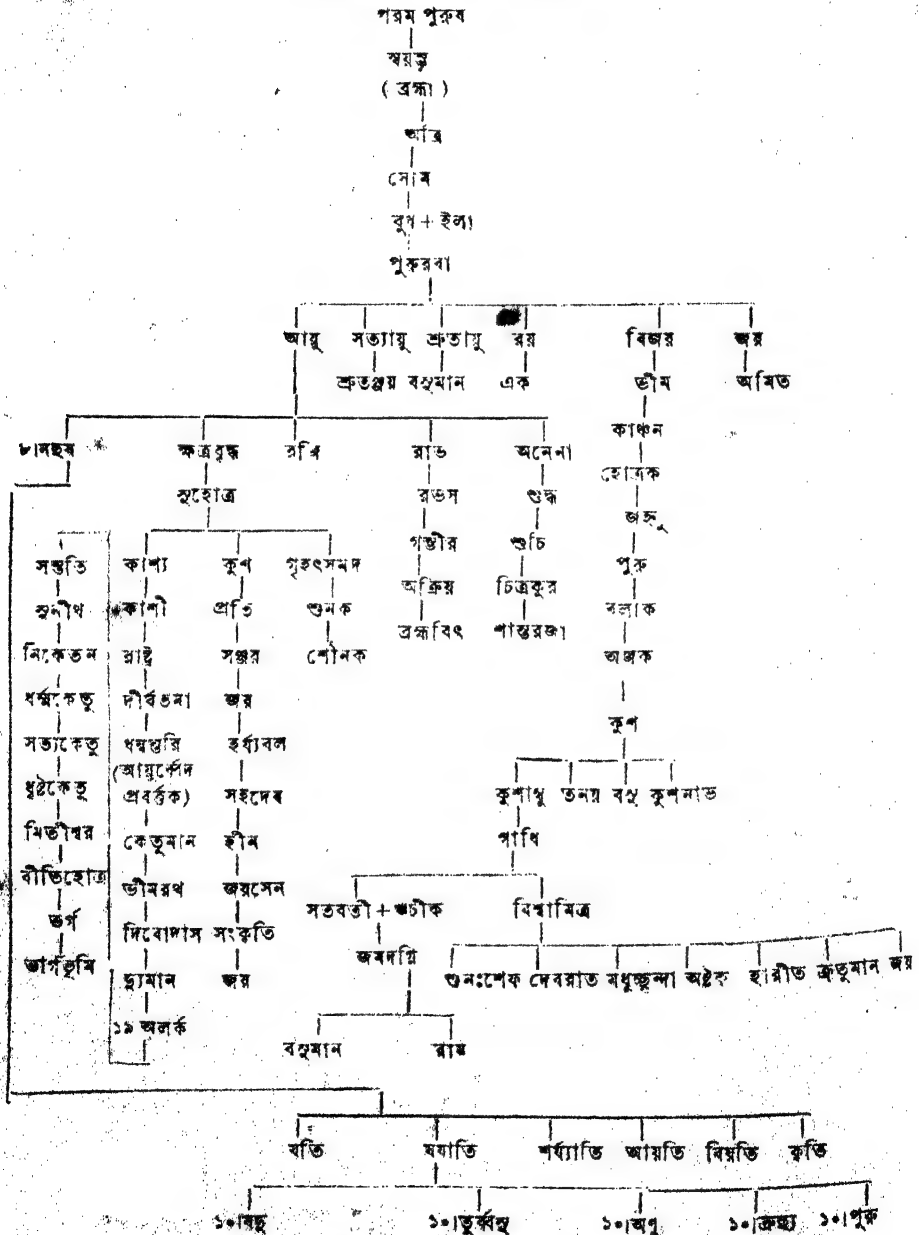 পরম পুরুষ
স্বয়ম্ভূ
( ব্রহ্মা )
অত্রি
সোম
বুধ + ইলা
পুরুরবা
আয়ু সত্যায়ু শ্রুতায়ু রয় বিজয় জয়
শ্রুতঞ্জয় বসুমান এক ভীম অমিত
কাঞ্চন
৮।নহুষ ক্ষত্রবৃদ্ধ রজি রাভ অনেনা
হোত্রক
সুহোত্র রভস শুদ্ধ
জহ্নু
গম্ভীর শুচি
সন্ততি কাশ্য কুশ গৃহৎসমদ পুরু
অক্রিয় চিত্রকুর
সুনীথ কাশী প্রতি শুনক বলাক
ব্রহ্মবিৎ শান্তরজা
নিকেতন রাষ্ট্র সঞ্জয় শৌনক অজক
ধর্ম্মকেতু দীর্ঘতমা জয়
কুশ
সত্যকেতু ধন্বন্তরি হর্য্যবল
(আয়ুর্ব্বেদ
ধৃষ্টকেতু প্রবর্ত্তক) সহদেব কুশাম্বু তনয় বসু কুশনাভ
মিতীশ্বর কেতুমান হীন গাধি
বীতিহোত্র ভীমরথ জয়সেন
সতবতী + ঋচীক বিশ্বামিত্র
ভর্গ দিবোদাস সংকৃতি
জমদগ্নি
ভার্গভূমি দ্যুমান জয় শুনঃশেফ দেবরাত মধুচ্ছন্দা অষ্টক হারীত ক্রতুমান জয়
১৯ অলর্ক
বসুমান রাম
যতি যযাতি শর্য্যাতি আয়তি বিয়তি কৃতি
১০।যদু ১০।তুর্ব্বসু ১০।অণু ১০।দ্রুহ্যু ১০।পুরু